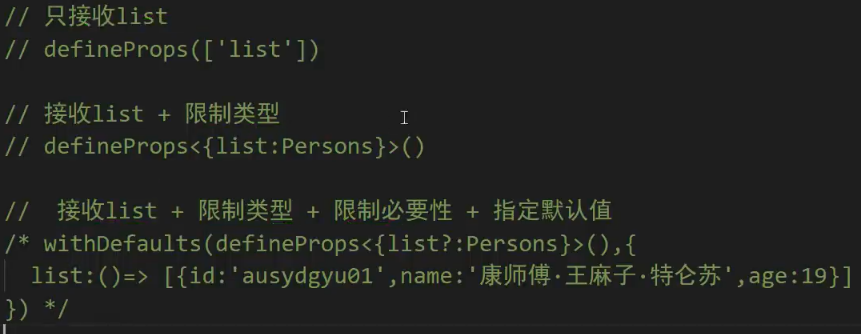 // 只接收list
// defineProps(['list'])
// 接收list + 限制类型
// defineProps<{list:Persons}>()
//  接收list + 限制类型 + 限制必要性 + 指定默认值
/* withDefaults(defineProps<{list?:Persons}>(),{
  list:()=> [{id:'ausydgyu01',name:'康师傅·王麻子·特仑苏',age:19}]
}) */